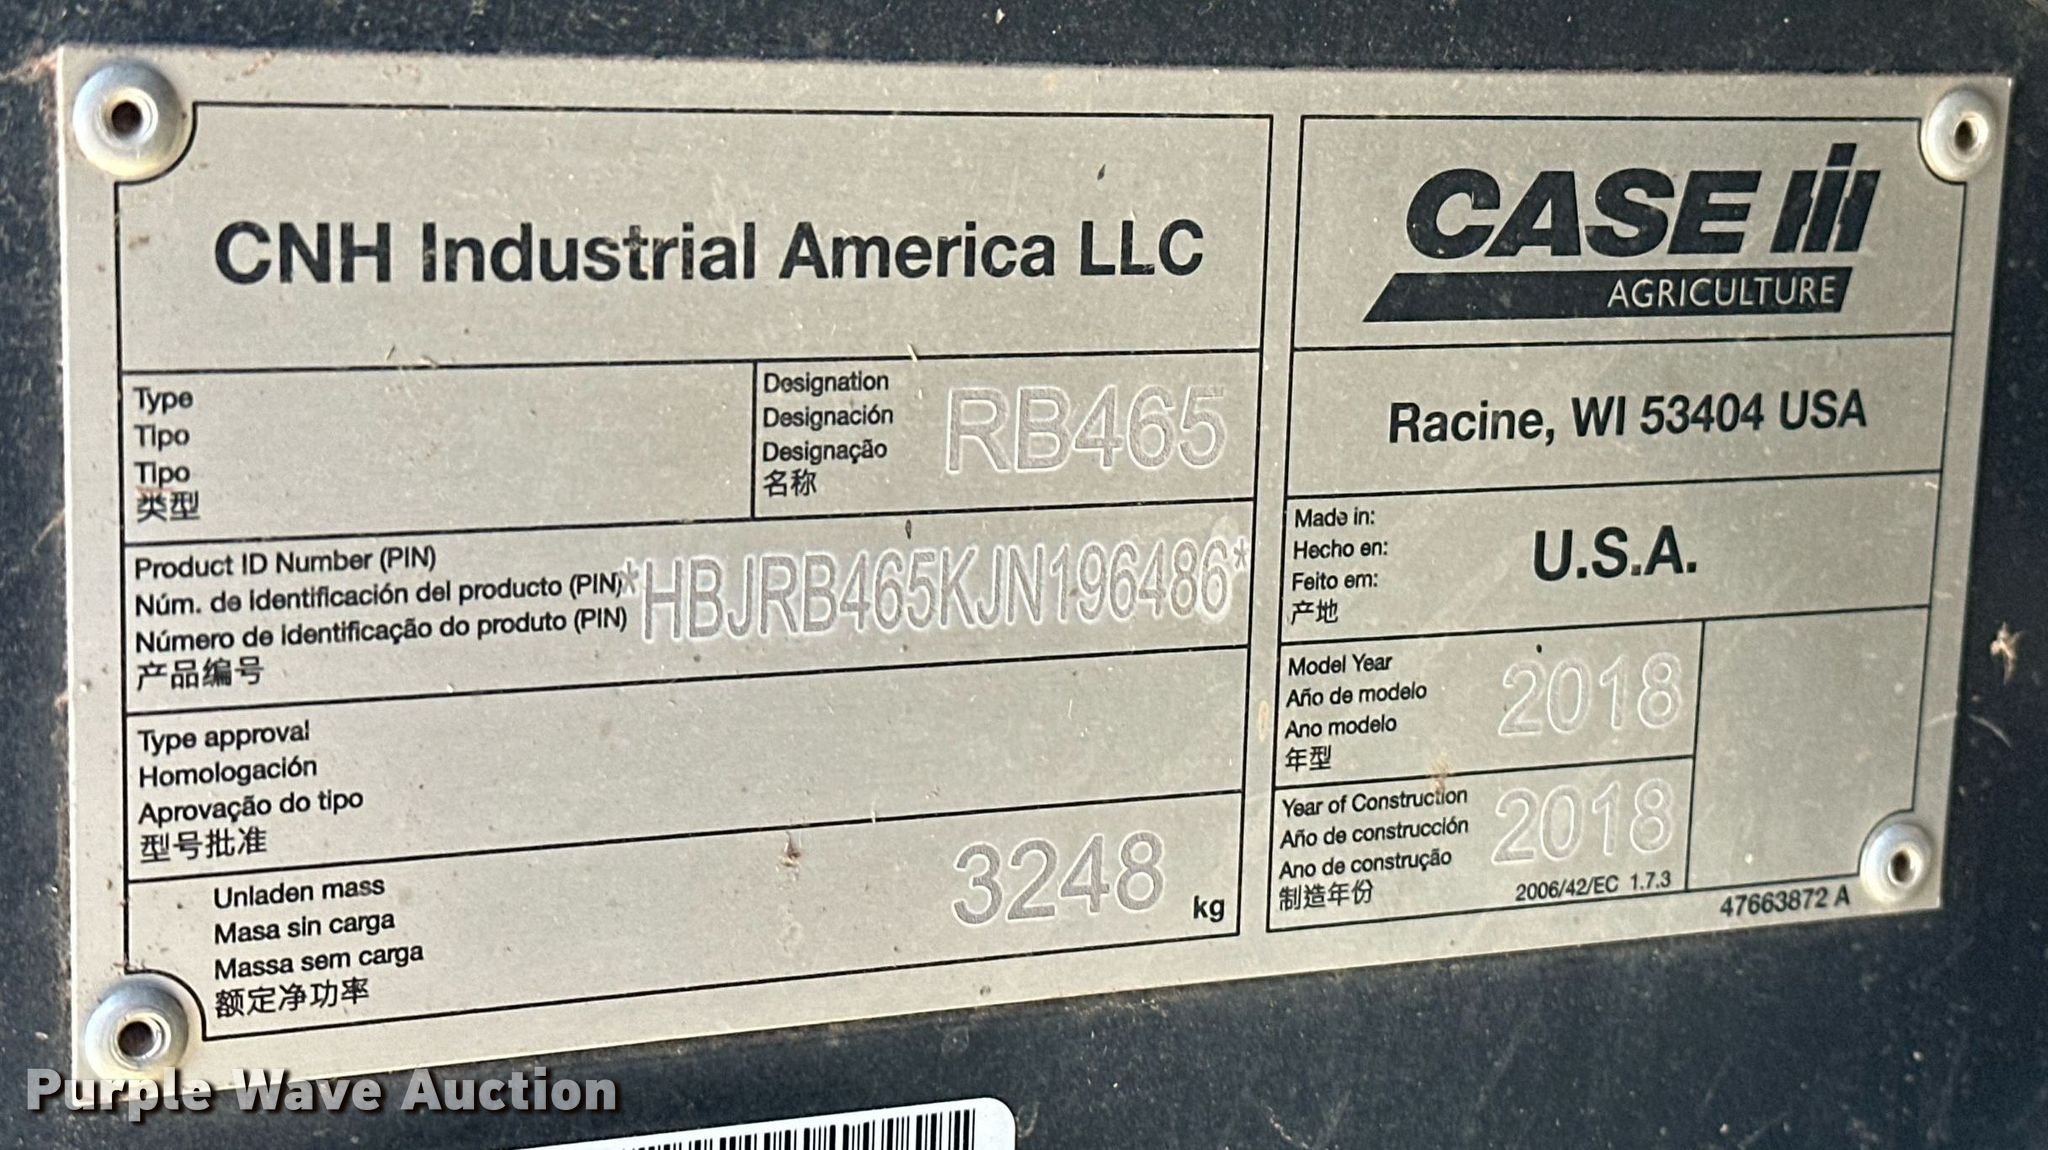 CNH Industrial America LLC
CASE IH
AGRICULTURE
Type
Tipo
Tipo
类型
Designation
Designación
Designação
名称
RB465
Racine, WI 53404 USA
Product ID Number (PIN)
Núm. de identificación del producto (PIN)
Número de identificação do produto (PIN)
产品编号
*HBJRB465KJN196486*
Made in:
Hecho en:
Feito em:
产地
U.S.A.
Type approval
Homologación
Aprovação do tipo
型号批准
Model Year
Año de modelo
Ano modelo
年型
2018
Year of Construction
Año de construcción
Ano de construção
制造年份
2018
2006/42/EC 1.7.3
Unladen mass
Masa sin carga
Massa sem carga
额定净功率
3248 kg
47663872 A
Purple Wave Auction